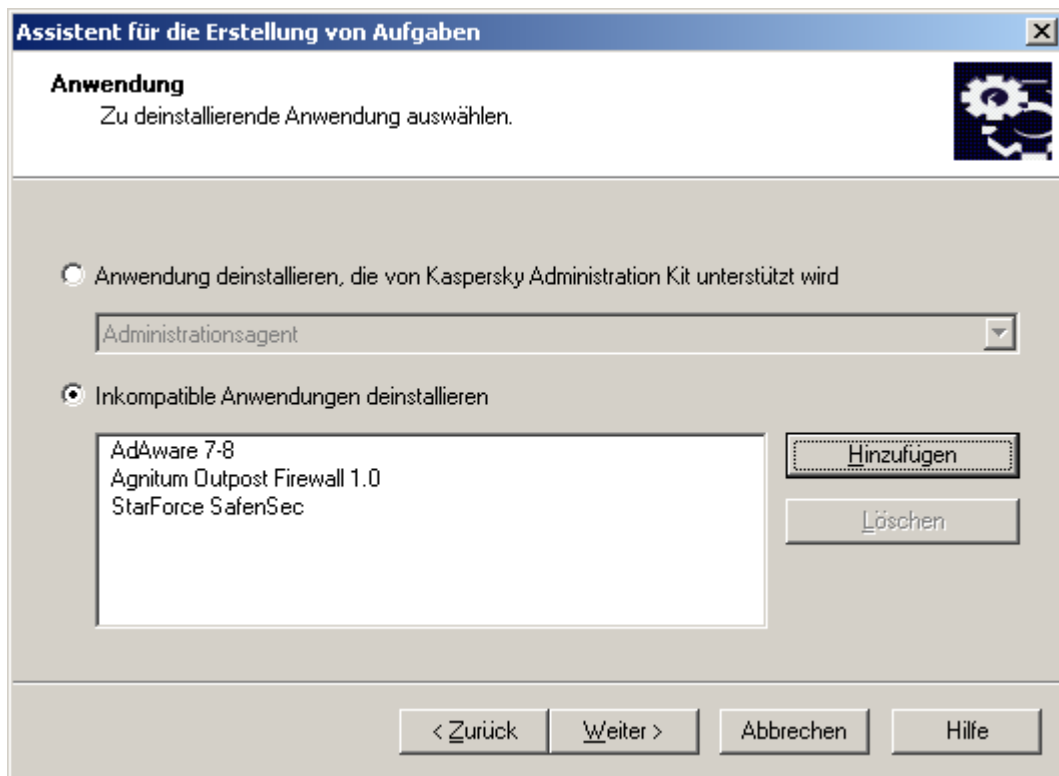 Assistent für die Erstellung von Aufgaben
Anwendung
Zu deinstallierende Anwendung auswählen.
Anwendung deinstallieren, die von Kaspersky Administration Kit unterstützt wird
Administrationsagent
Inkompatible Anwendungen deinstallieren
AdAware 7-8
Agnitum Outpost Firewall 1.0
StarForce SafenSec
Hinzufügen
Löschen
< Zurück
Weiter >
Abbrechen
Hilfe